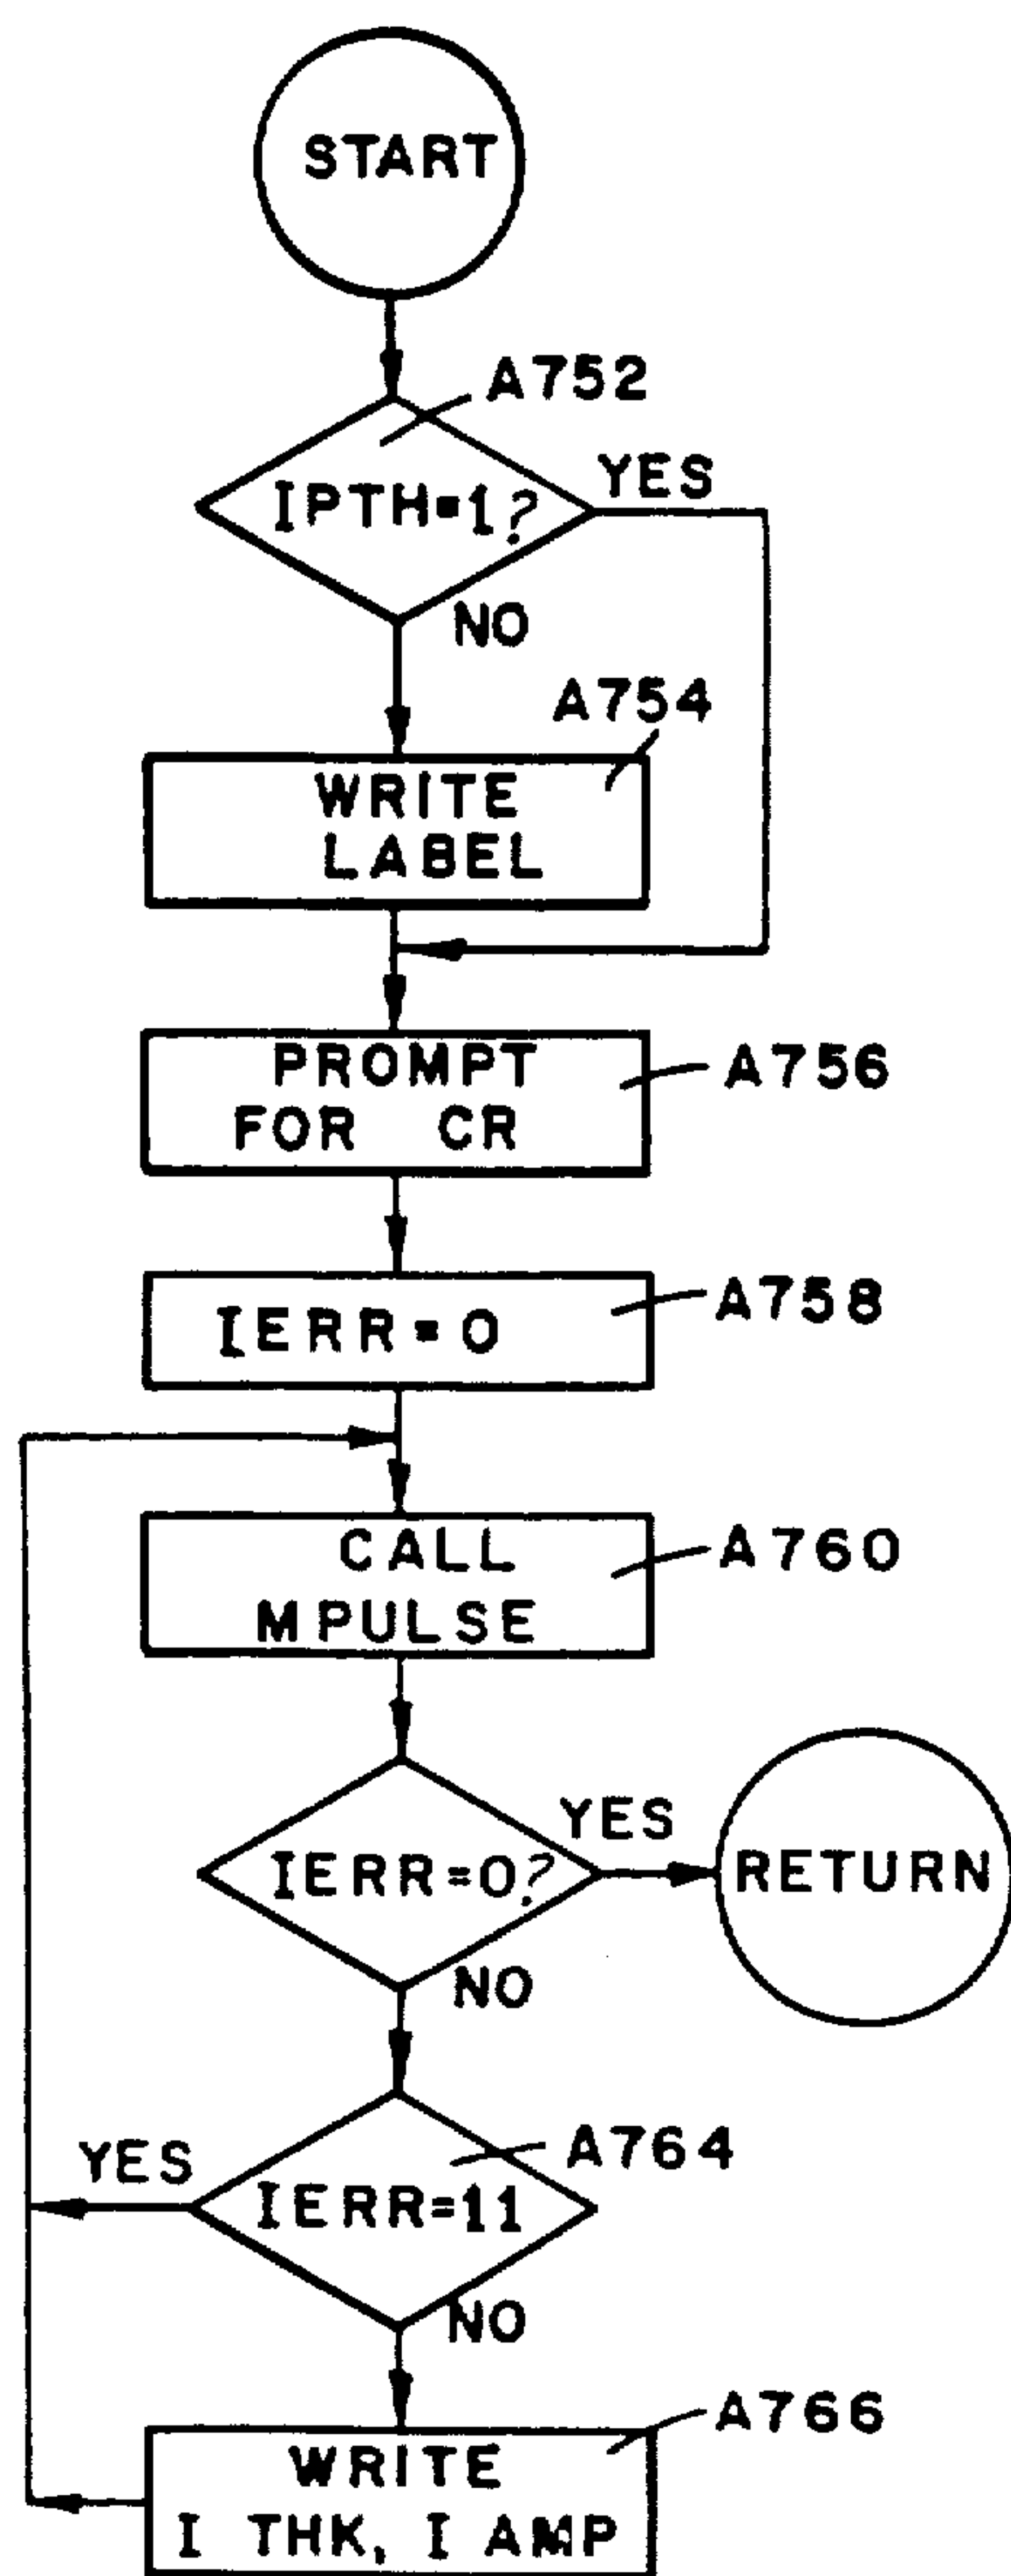 START
A752
IPTH=1?
YES
NO
A754
WRITE
LABEL
PROMPT
FOR CR
A756
IERR=0
A758
CALL
MPULSE
A760
IERR=0?
YES
RETURN
NO
A764
YES
IERR=11
NO
A766
WRITE
I THK, I AMP